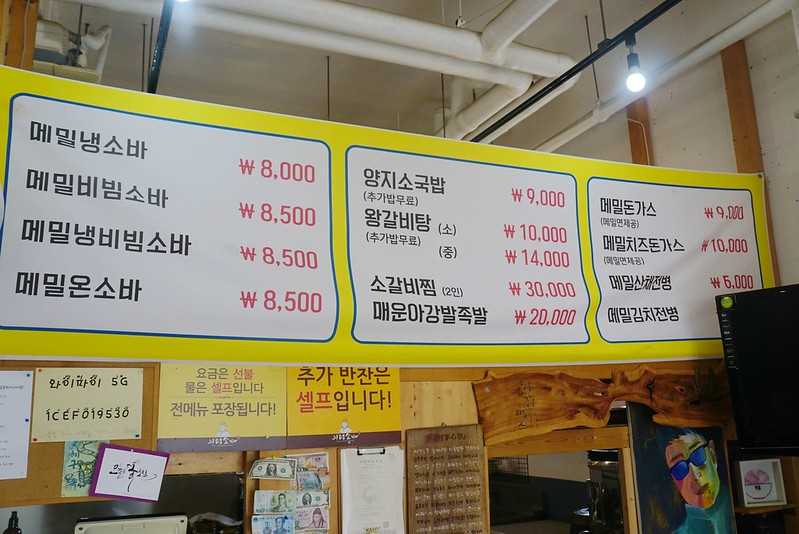 메밀냉소바 ₩ 8,000
메밀비빔소바 ₩ 8,500
메밀냉비빔소바 ₩ 8,500
메밀온소바 ₩ 8,500
양지소국밥 ₩ 9,000
(추가밥무료)
왕갈비탕 (소) ₩ 10,000
(추가밥무료) (중) ₩ 14,000
소갈비찜 (2인) ₩ 30,000
매운아강발족발 ₩ 20,000
메밀돈가스 ₩ 9,000
(메밀면제공)
메밀치즈돈가스 ₩ 10,000
(메밀면제공)
메밀산채전병 ₩ 6,000
메밀김치전병
와이파이 5G
1CEF019530
요금은 선불
물은 셀프입니다
전메뉴 포장됩니다!
추가 반찬은
셀프입니다!